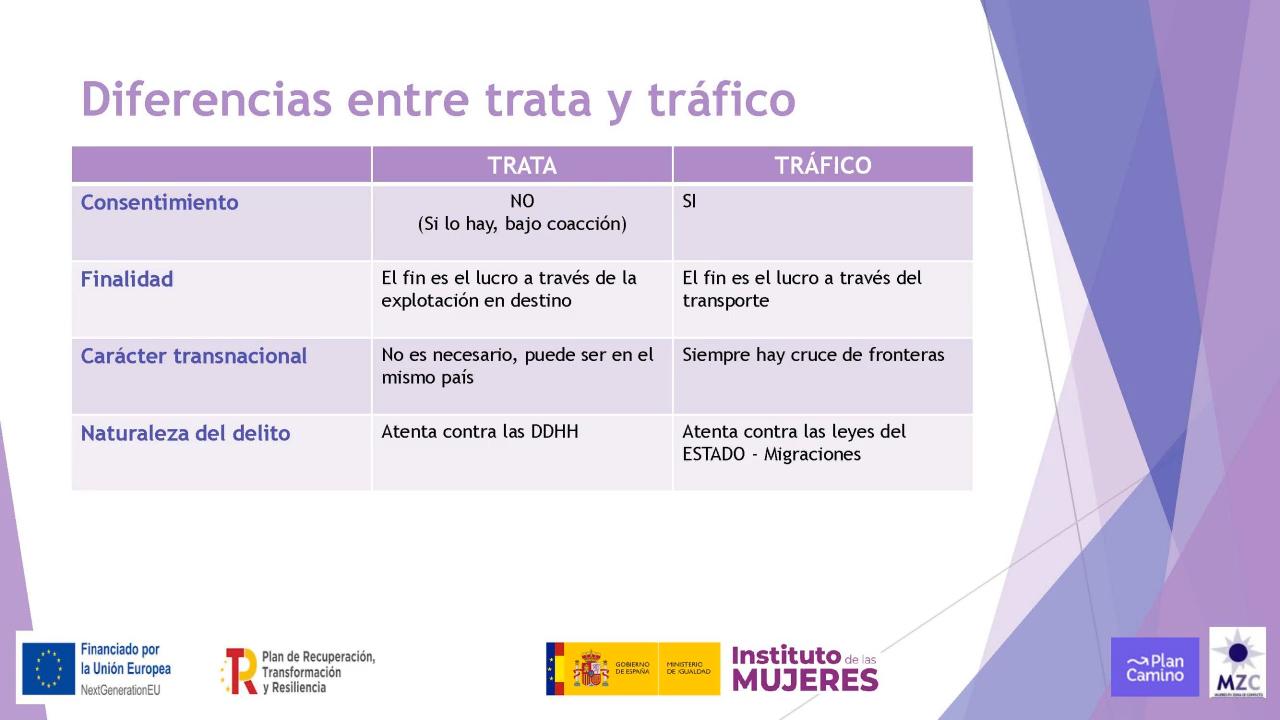 Diferencias entre trata y tráfico
TRATA
TRÁFICO
Consentimiento
NO
(Si lo hay, bajo coacción)
SI
Finalidad
El fin es el lucro a través de la
explotación en destino
El fin es el lucro a través del
transporte
Carácter transnacional
No es necesario, puede ser en el
mismo país
Siempre hay cruce de fronteras
Naturaleza del delito
Atenta contra las DDHH
Atenta contra las leyes del
ESTADO - Migraciones
Financiado por
la Unión Europea
NextGenerationEU
Plan de Recuperación,
Transformación
y Resiliencia
GOBIERNO
DE ESPAÑA
MINISTERIO
DE IGUALDAD
Instituto de las
MUJERES
Plan
Camino
MZC